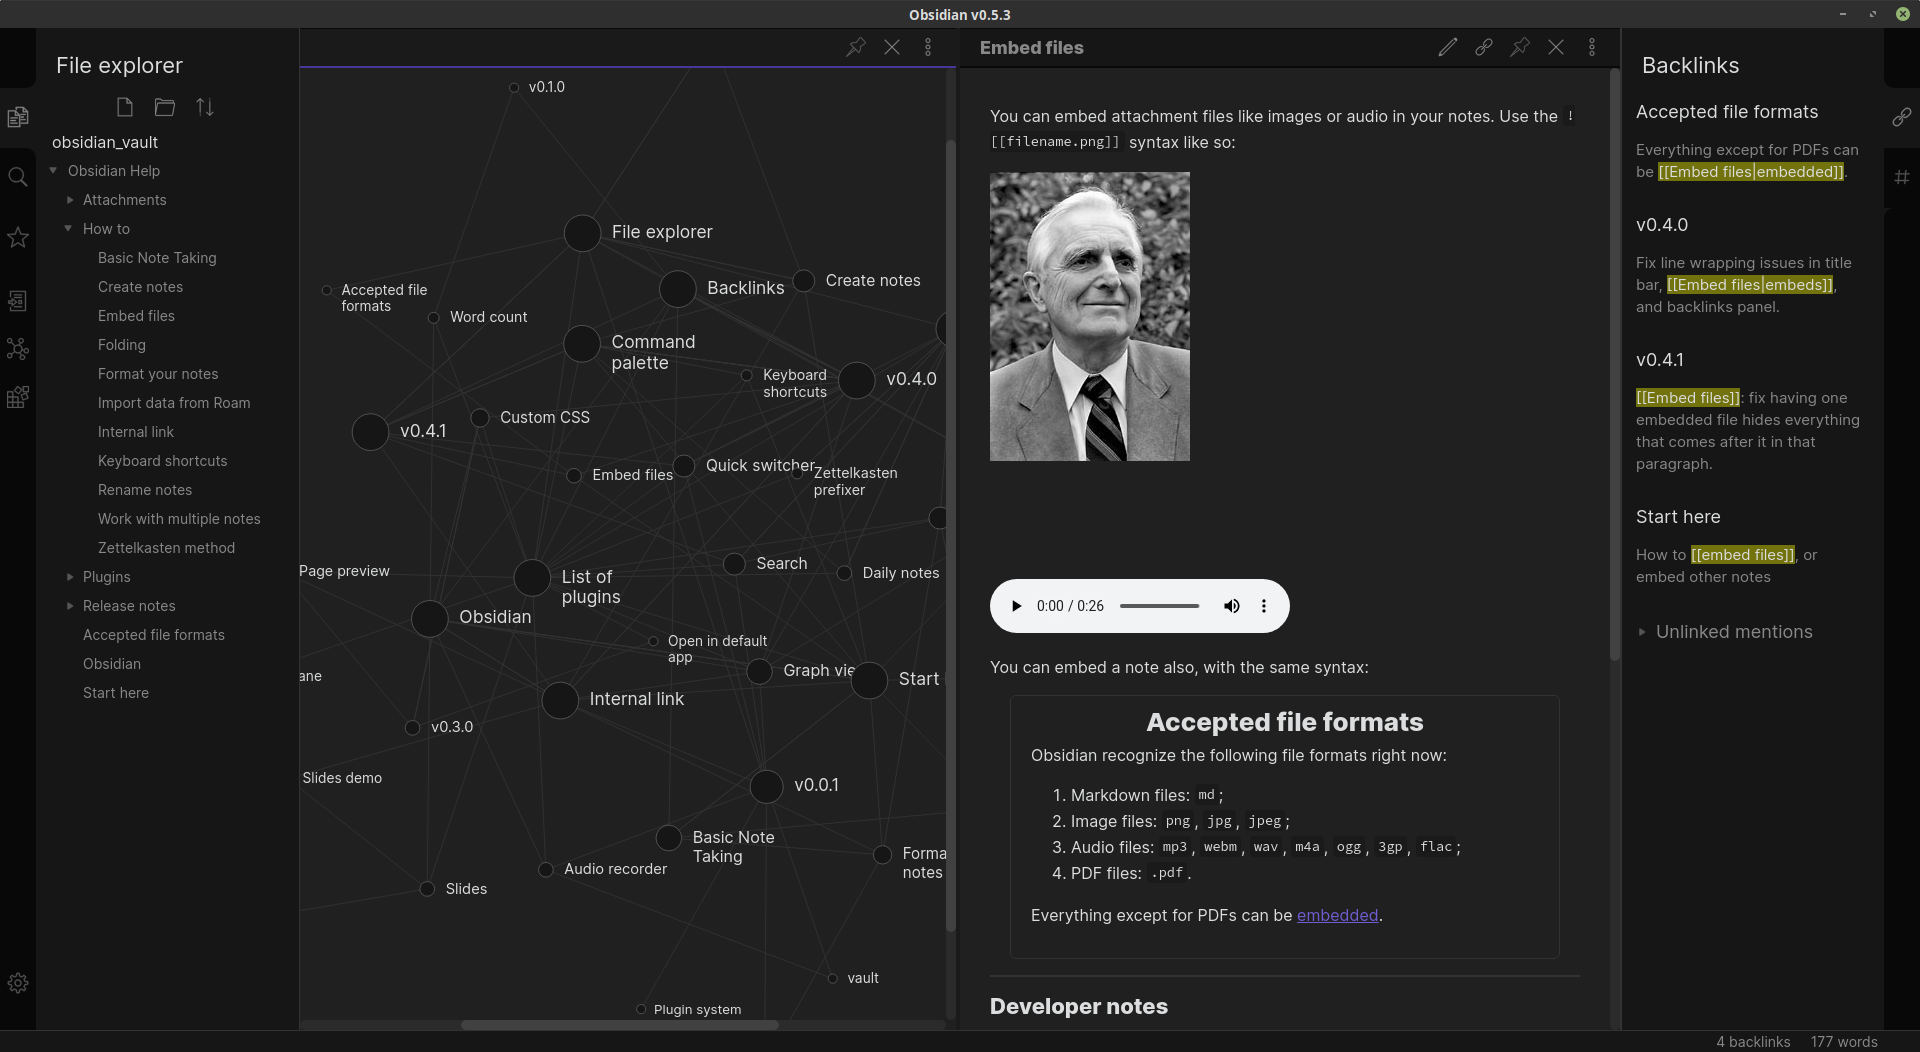 Obsidian v0.5.3
File explorer
obsidian_vault
Obsidian Help
Attachments
How to
Basic Note Taking
Create notes
Embed files
Folding
Format your notes
Import data from Roam
Internal link
Keyboard shortcuts
Rename notes
Work with multiple notes
Zettelkasten method
Plugins
Release notes
Accepted file formats
Obsidian
Start here
v0.1.0
File explorer
Backlinks
Create notes
Accepted file
formats
Word count
Command
palette
Keyboard
shortcuts
v0.4.0
v0.4.1
Custom CSS
Embed files
Quick switcher
Zettelkasten
prefixer
Page preview
List of
plugins
Search
Daily notes
Obsidian
Open in default
app
Graph vie
Start
ane
Internal link
v0.3.0
Slides demo
v0.0.1
Basic Note
Taking
Forma
notes
Audio recorder
Slides
vault
Plugin system
Embed files
You can embed attachment files like images or audio in your notes. Use the !
[[filename.png]] syntax like so:
0:00 / 0:26
You can embed a note also, with the same syntax:
Accepted file formats
Obsidian recognize the following file formats right now:
1. Markdown files: md;
2. Image files: png, jpg, jpeg;
3. Audio files: mp3, webm, wav, m4a, ogg, 3gp, flac;
4. PDF files: .pdf.
Everything except for PDFs can be embedded.
Developer notes
Backlinks
Accepted file formats
Everything except for PDFs can
be [[Embed files|embedded]].
v0.4.0
Fix line wrapping issues in title
bar, [[Embed files|embeds]],
and backlinks panel.
v0.4.1
[[Embed files]]: fix having one
embedded file hides everything
that comes after it in that
paragraph.
Start here
How to [[embed files]], or
embed other notes
Unlinked mentions
4 backlinks 177 words